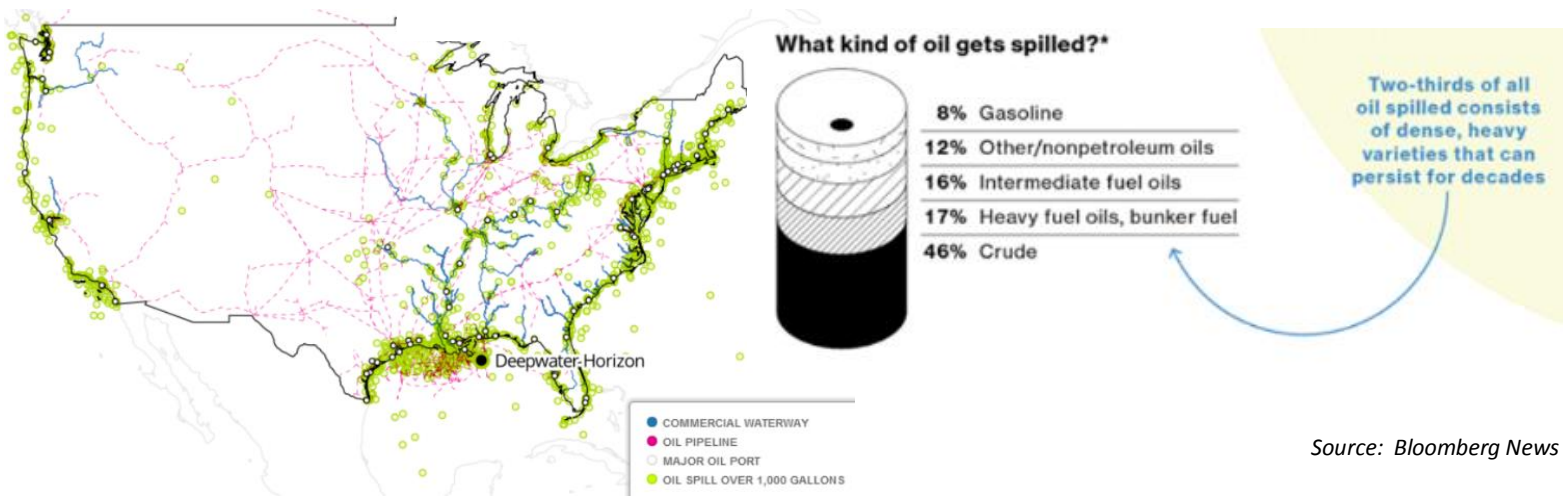 Deepwater-Horizon
COMMERCIAL WATERWAY
OIL PIPELINE
MAJOR OIL PORT
OIL SPILL OVER 1,000 GALLONS
What kind of oil gets spilled?*
8% Gasoline
12% Other/nonpetroleum oils
16% Intermediate fuel oils
17% Heavy fuel oils, bunker fuel
46% Crude
Two-thirds of all
oil spilled consists
of dense, heavy
varieties that can
persist for decades
Source: Bloomberg News